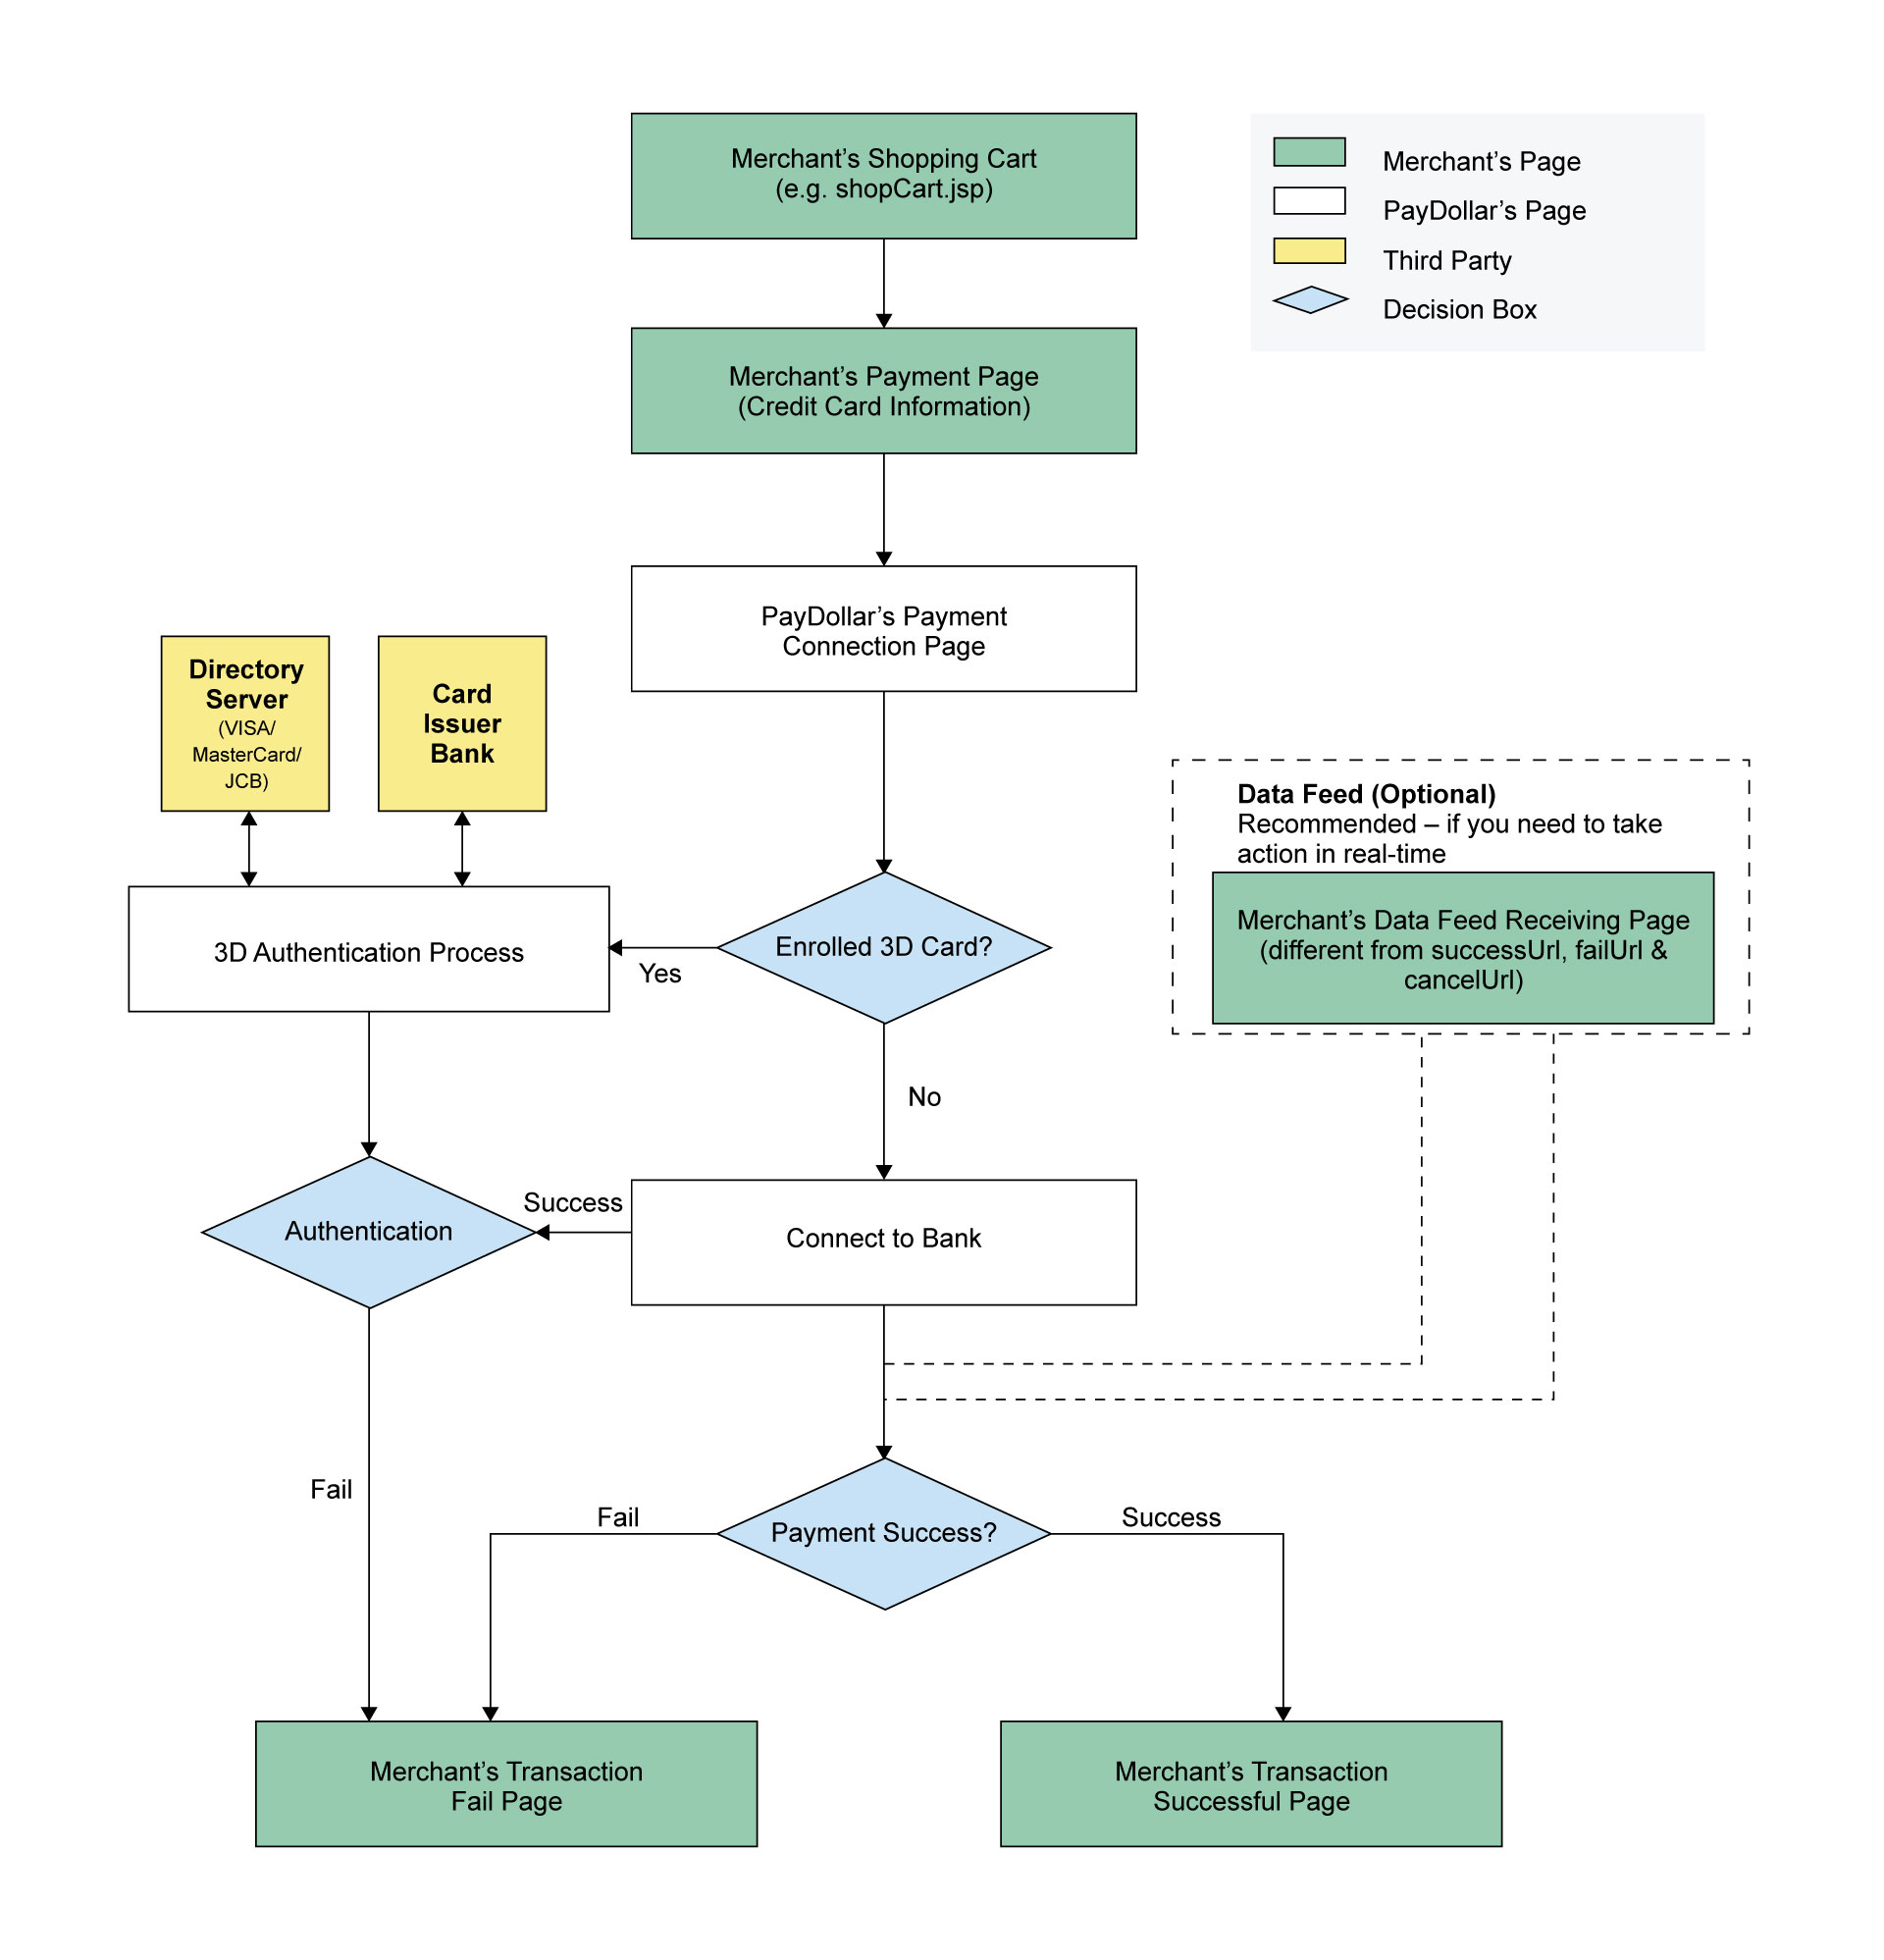 Merchant’s Shopping Cart
(e.g. shopCart.jsp)
Merchant’s Page
PayDollar’s Page
Third Party
Decision Box
Merchant’s Payment Page
(Credit Card Information)
PayDollar’s Payment
Connection Page
Directory
Server
(VISA/
MasterCard/
JCB)
Card
Issuer
Bank
Data Feed (Optional)
Recommended – if you need to take
action in real-time
Merchant’s Data Feed Receiving Page
(different from successUrl, failUrl &
cancelUrl)
3D Authentication Process
Yes
Enrolled 3D Card?
No
Authentication
Success
Connect to Bank
Fail
Fail
Payment Success?
Success
Merchant’s Transaction
Fail Page
Merchant’s Transaction
Successful Page